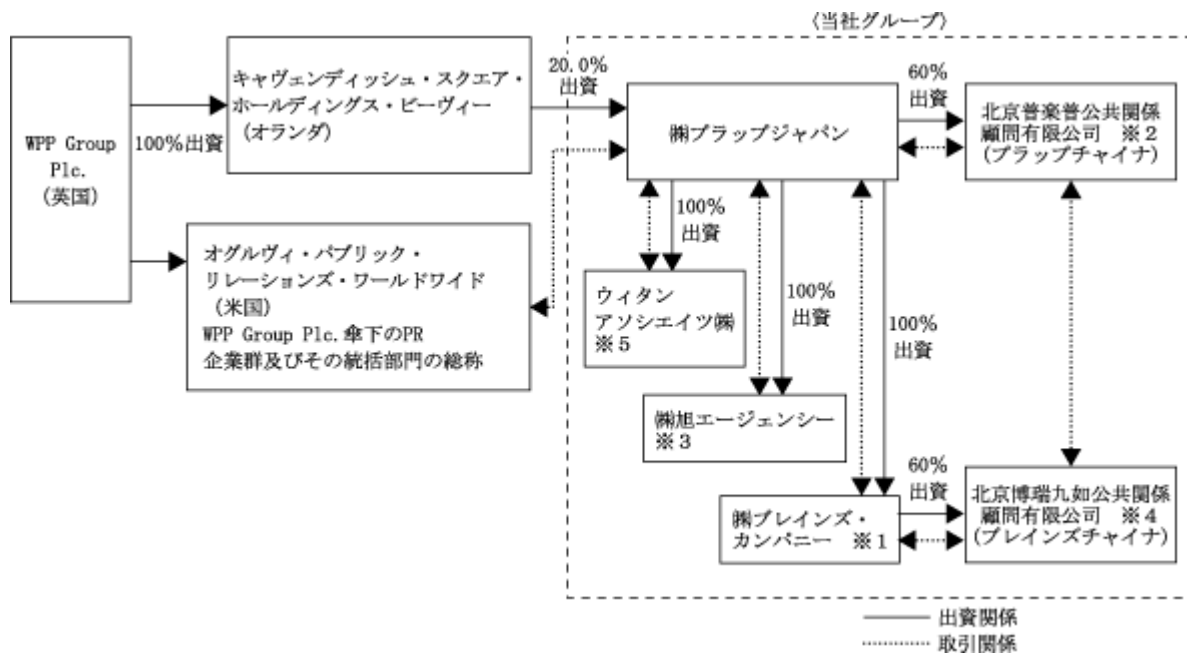 〈当社グループ〉
WPP Group
Plc.
(英国)
100%出資
キャヴェンディッシュ・スクエア・
ホールディングス・ビーヴィー
(オランダ)
20.0%
出資
㈱プラップジャパン
60%
出資
北京普楽普公共関係
顧問有限公司 ※2
(プラップチャイナ)
オグルヴィ・パブリック・
リレーションズ・ワールドワイド
(米国)
WPP Group Plc.傘下のPR
企業群及びその統括部門の総称
100%
出資
ウィタン
アソシエイツ㈱
※5
100%
出資
㈱旭エージェンシー
※3
100%
出資
㈱ブレインズ・
カンパニー ※1
60%
出資
北京博瑞九如公共関係
顧問有限公司 ※4
(ブレインズチャイナ)
出資関係
取引関係